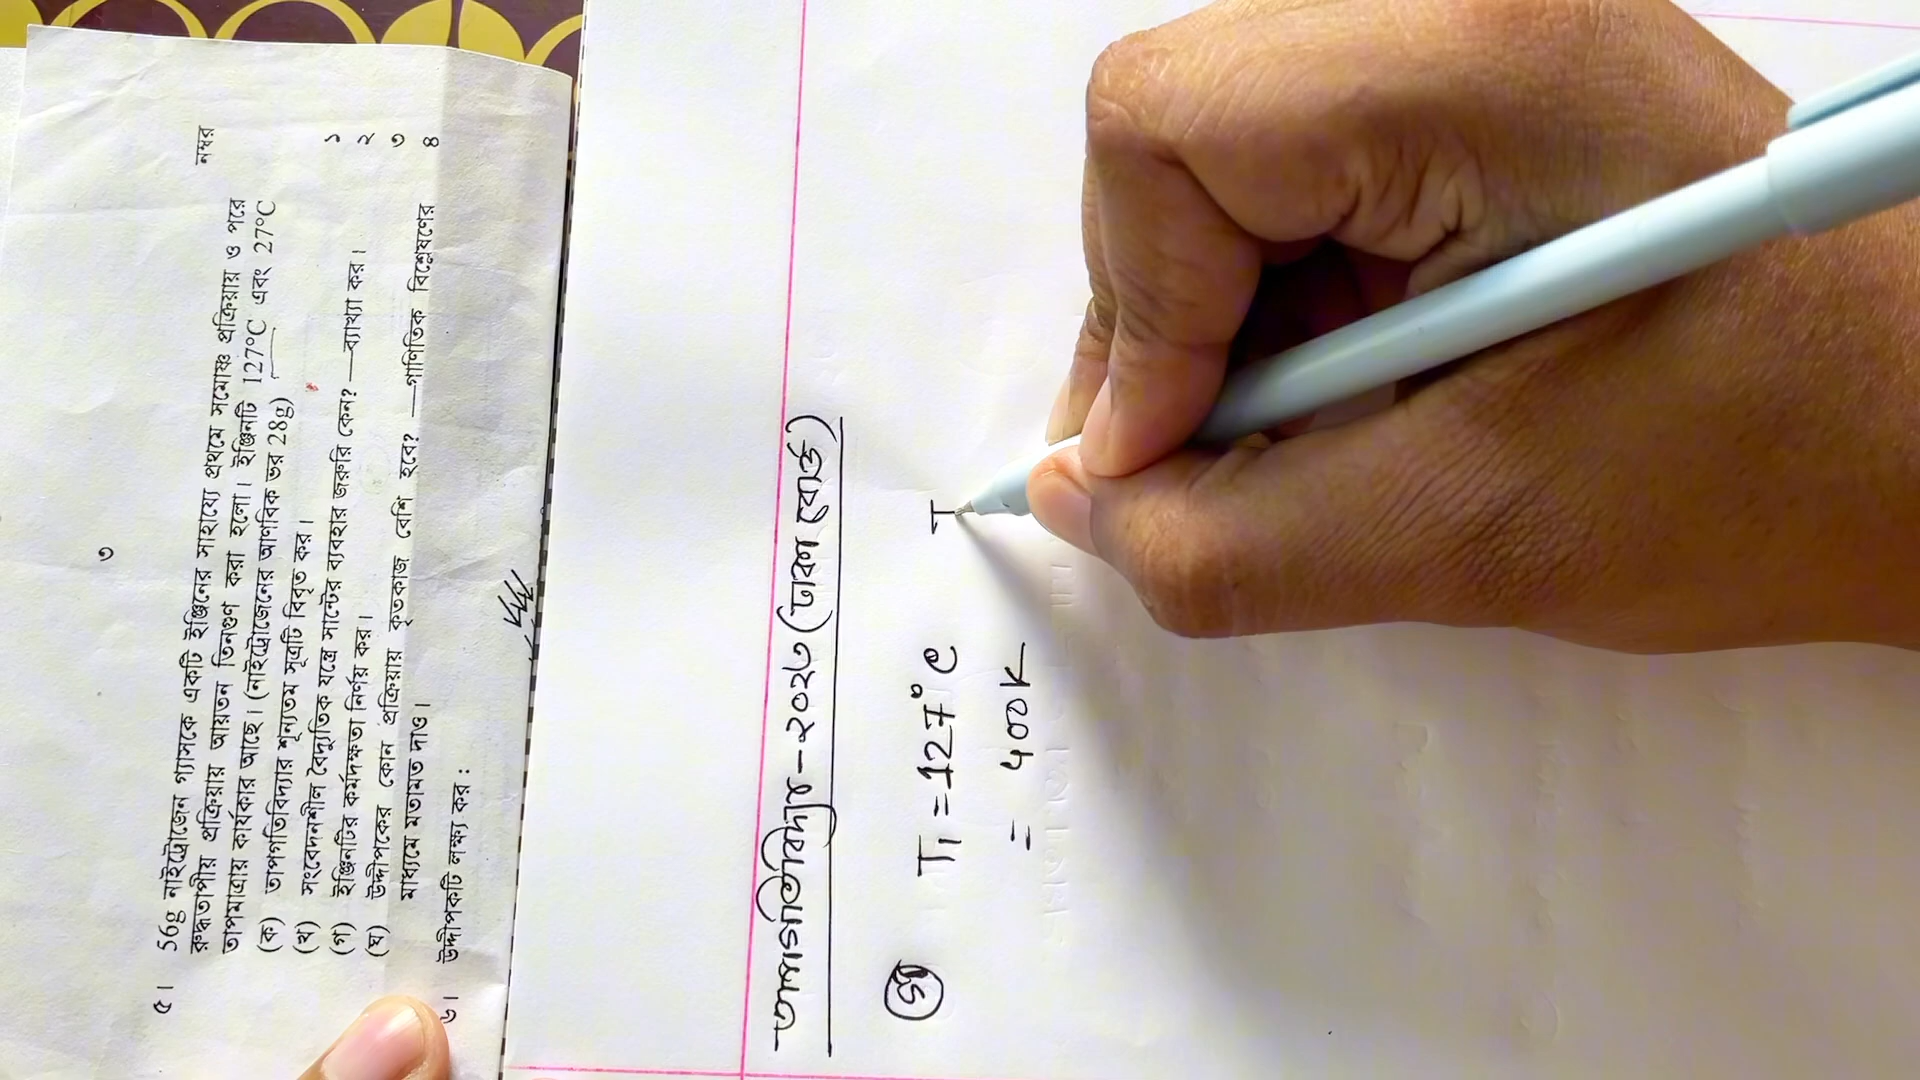 ৩
নম্বর
৫। 56g নাইট্রোজেন গ্যাসকে একটি ইঞ্জিনের সাহায্যে প্রথমে সমোষ্ণ প্রক্রিয়ায় ও পরে
রুদ্ধতাপীয় প্রক্রিয়ায় আয়তন তিনগুণ করা হলো। ইঞ্জিনটি 127°C এবং 27°C
তাপমাত্রায় কার্যকার আছে। (নাইট্রোজেনের আণবিক ভর 28g)
(ক) তাপগতিবিদ্যার শূন্যতম সূত্রটি বিবৃত কর। ১
(খ) সংবেদনশীল বৈদ্যুতিক যন্ত্রে সান্টের ব্যবহার জরুরি কেন? —ব্যাখ্যা কর। ২
(গ) ইঞ্জিনটির কর্মদক্ষতা নির্ণয় কর। ৩
(ঘ) উদ্দীপকের কোন প্রক্রিয়ায় কৃতকাজ বেশি হবে? —গাণিতিক বিশ্লেষণের ৪
মাধ্যমে মতামত দাও।
৬। উদ্দীপকটি লক্ষ্য কর :
তাপগতিবিদ্যা - ২০২৩ (ঢাকা বোর্ড)
T₁ = 127°C T
= 400K